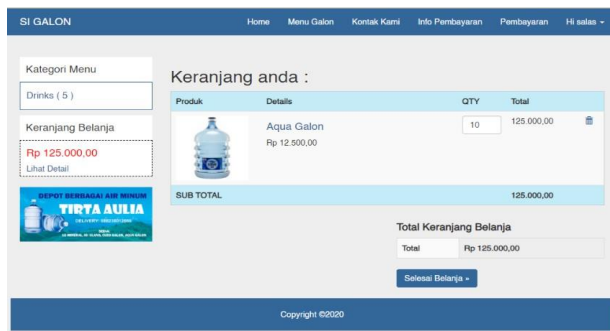 SI GALON
Home Menu Galon Kontak Kami Info Pembayaran Pembayaran Hi salas
Kategori Menu
Drinks ( 5 )
Keranjang Belanja
Rp 125.000,00
Lihat Detail
DEPOT BERBAGAI AIR MINUM
TIRTA AULIA
Keranjang anda :
Produk Details QTY Total
Aqua Galon 10 125.000,00
Rp 12.500,00
SUB TOTAL 125.000,00
Total Keranjang Belanja
Total Rp 125.000,00
Selesai Belanja »
Copyright ©2020